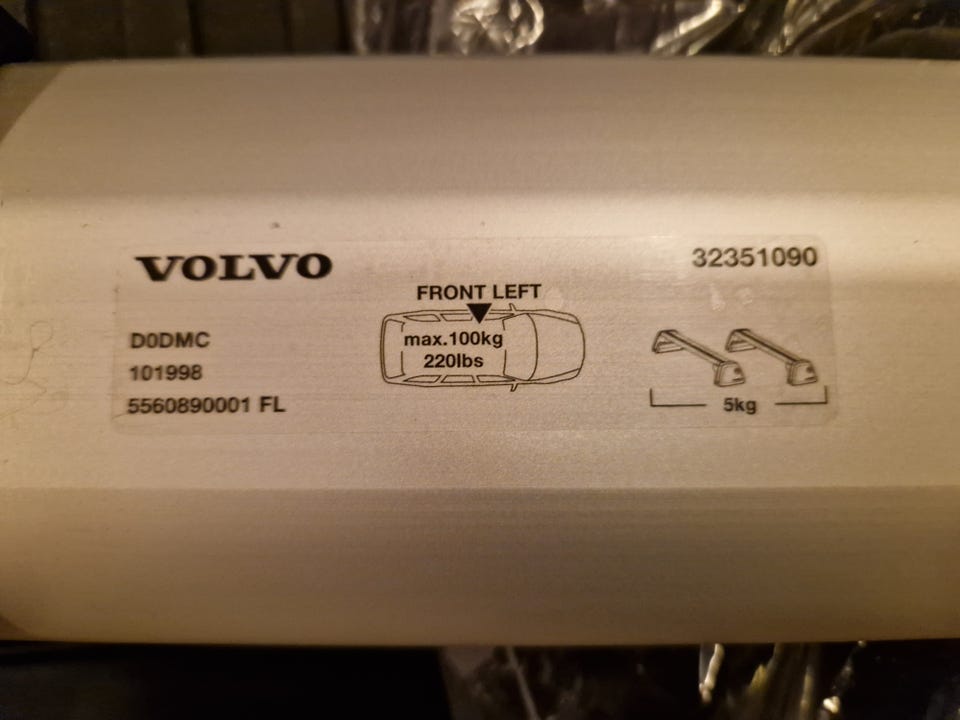 VOLVO
32351090
FRONT LEFT
D0DMC
max.100kg
220lbs
101998
5560890001 FL
5kg